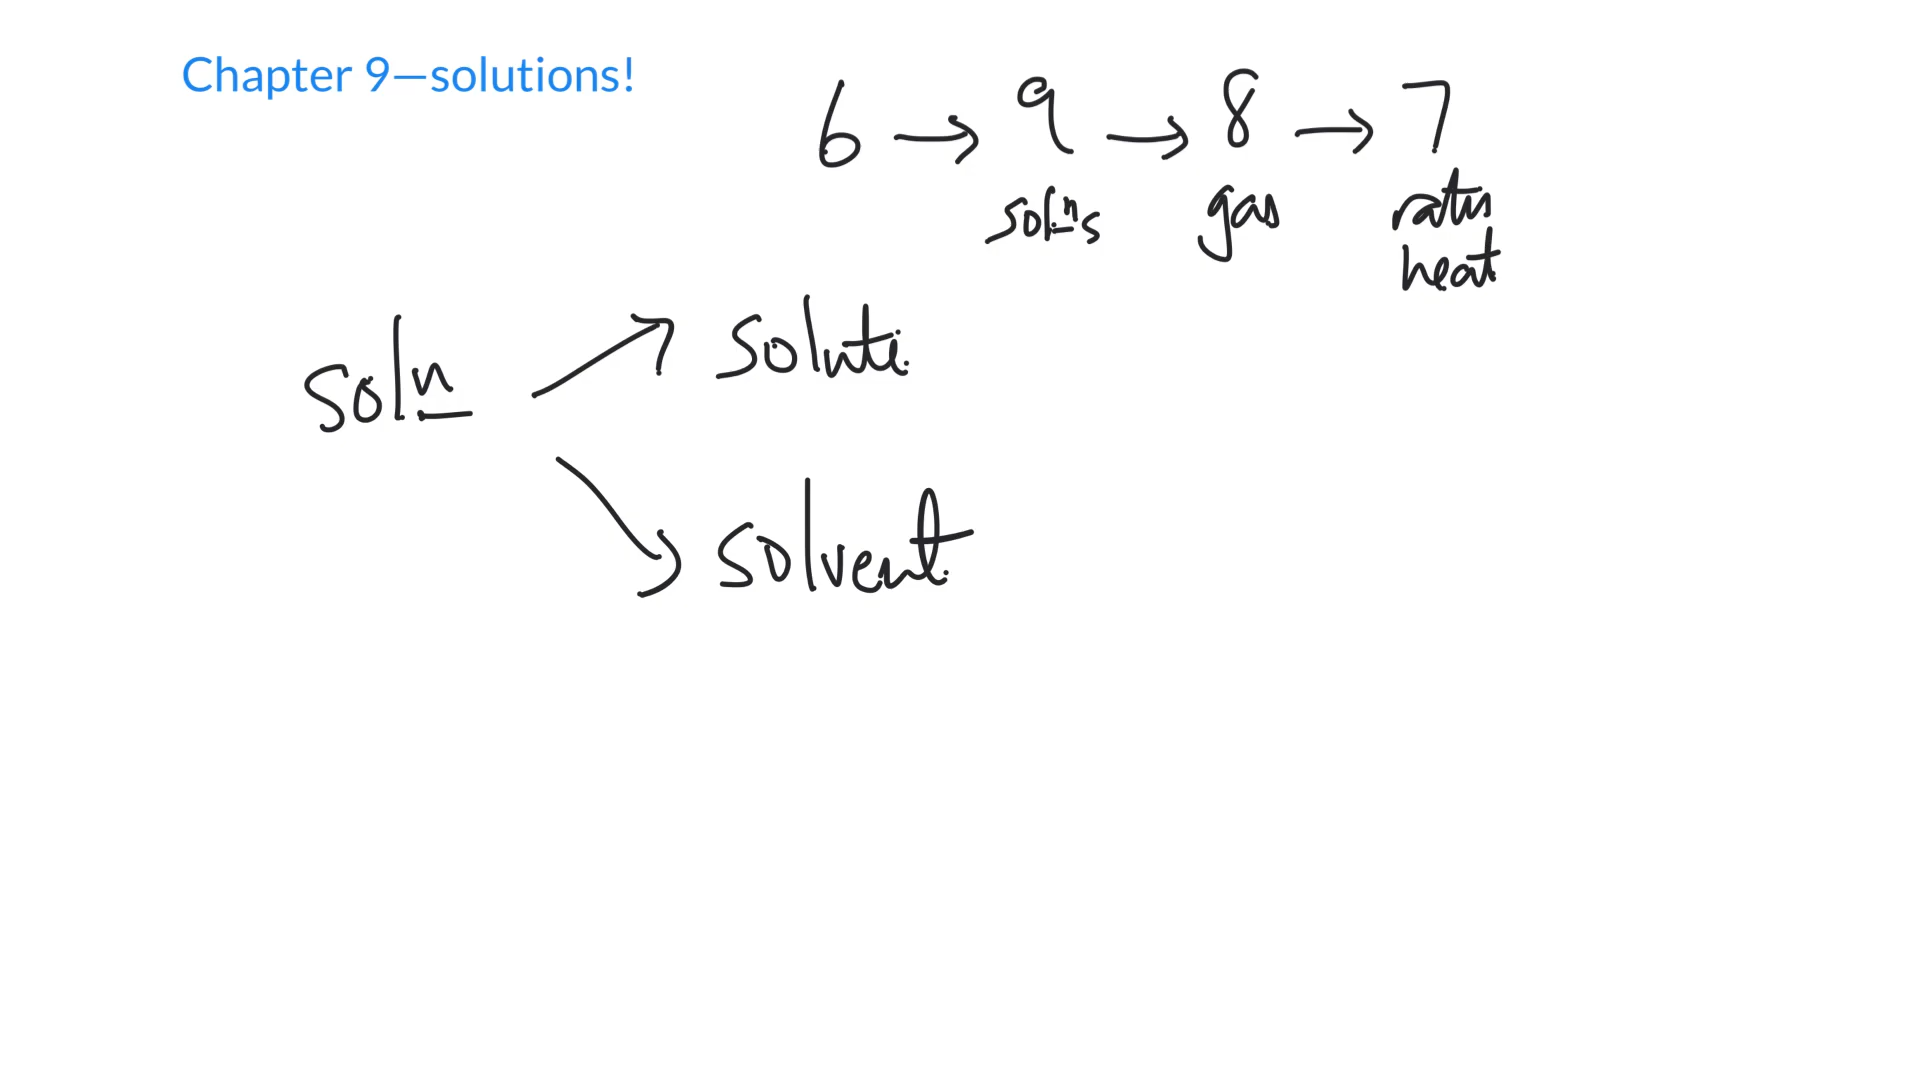 Chapter 9—solutions!
6 → 9 → 8 → 7
solns gas rates
heat
soln → solute
→ solvent